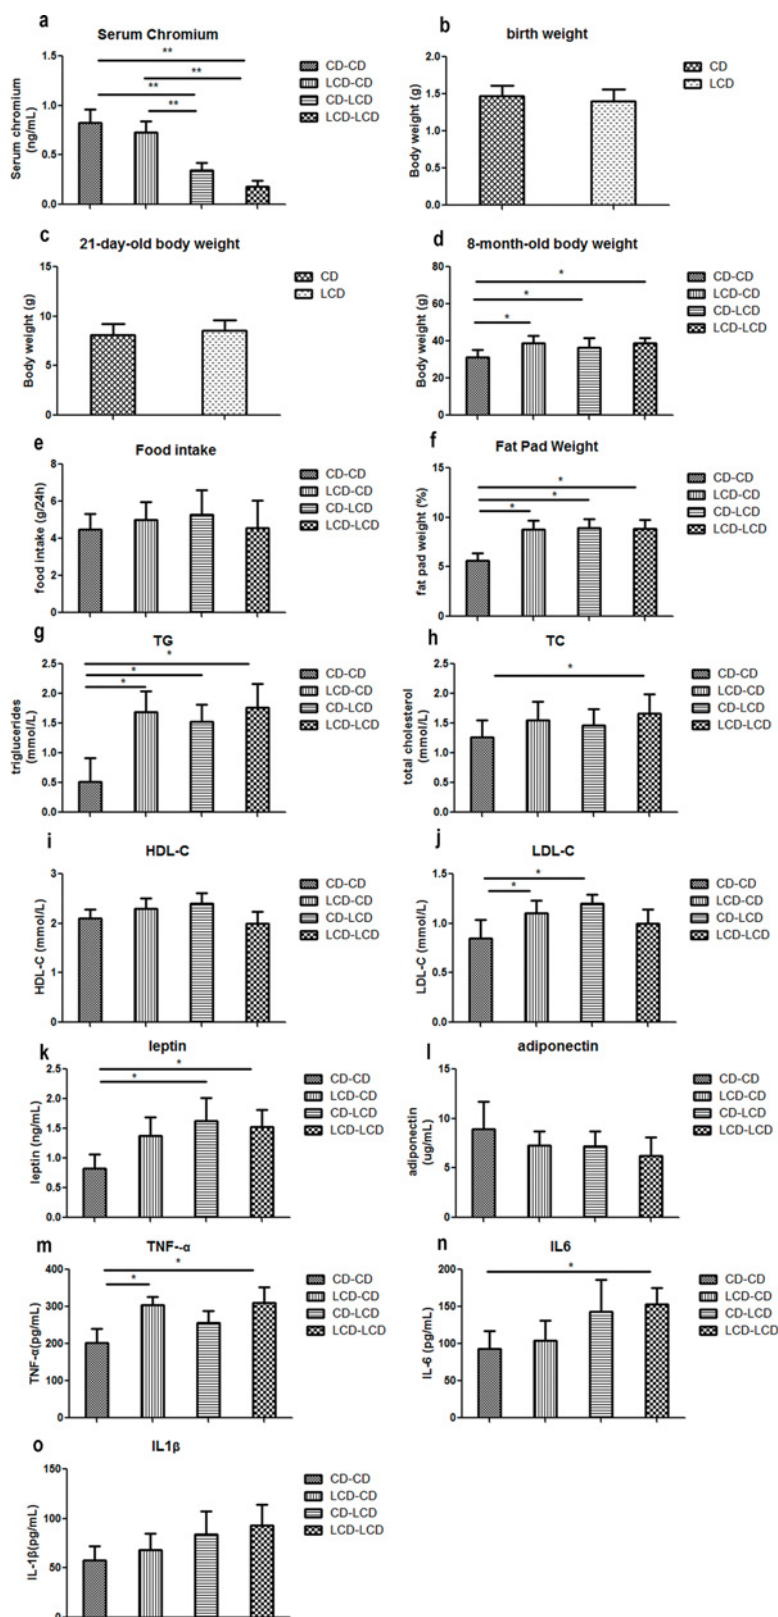 a
Serum Chromium
Serum chromium
(ng/mL)
1.5
1.0
0.5
0.0
**
**
**
**
CD-CD
LCD-CD
CD-LCD
LCD-LCD
b
birth weight
Body weight (g)
2.0
1.5
1.0
0.5
0.0
CD
LCD
c
21-day-old body weight
Body weight (g)
15
10
5
0
CD
LCD
d
8-month-old body weight
Body weight (g)
80
60
40
20
0
*
*
*
CD-CD
LCD-CD
CD-LCD
LCD-LCD
e
Food intake
food intake (g/24h)
8
6
4
2
0
CD-CD
LCD-CD
CD-LCD
LCD-LCD
f
Fat Pad Weight
fat pad weight (%)
15
10
5
0
*
*
*
CD-CD
LCD-CD
CD-LCD
LCD-LCD
g
TG
triglucerides
(mmol/L)
2.5
2.0
1.5
1.0
0.5
0.0
*
*
*
CD-CD
LCD-CD
CD-LCD
LCD-LCD
h
TC
total cholesterol
(mmol/L)
2.5
2.0
1.5
1.0
0.5
0.0
*
CD-CD
LCD-CD
CD-LCD
LCD-LCD
i
HDL-C
HDL-C (mmol/L)
3
2
1
0
CD-CD
LCD-CD
CD-LCD
LCD-LCD
j
LDL-C
LDL-C (mmol/L)
1.5
1.0
0.5
0.0
*
*
CD-CD
LCD-CD
CD-LCD
LCD-LCD
k
leptin
leptin (ng/mL)
2.5
2.0
1.5
1.0
0.5
0.0
*
*
CD-CD
LCD-CD
CD-LCD
LCD-LCD
l
adiponectin
adiponectin
(ug/mL)
15
10
5
0
CD-CD
LCD-CD
CD-LCD
LCD-LCD
m
TNF-α
TNF-α(pg/mL)
400
300
200
100
0
*
*
CD-CD
LCD-CD
CD-LCD
LCD-LCD
n
IL6
IL-6 (pg/mL)
200
150
100
50
0
*
CD-CD
LCD-CD
CD-LCD
LCD-LCD
o
IL1β
IL-1β(pg/mL)
150
100
50
0
CD-CD
LCD-CD
CD-LCD
LCD-LCD